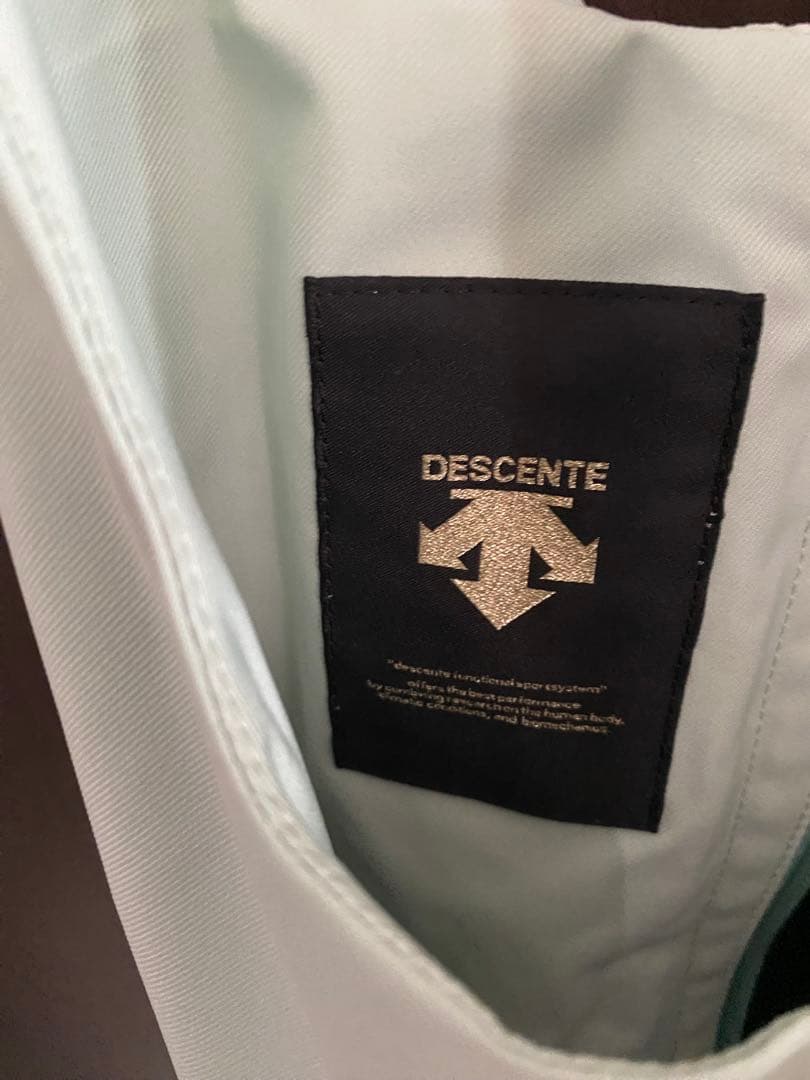 DESCENTE
"descente functional sports system"
offers the best performance
by combining research on the human body,
climatic conditions, and biomechanics.